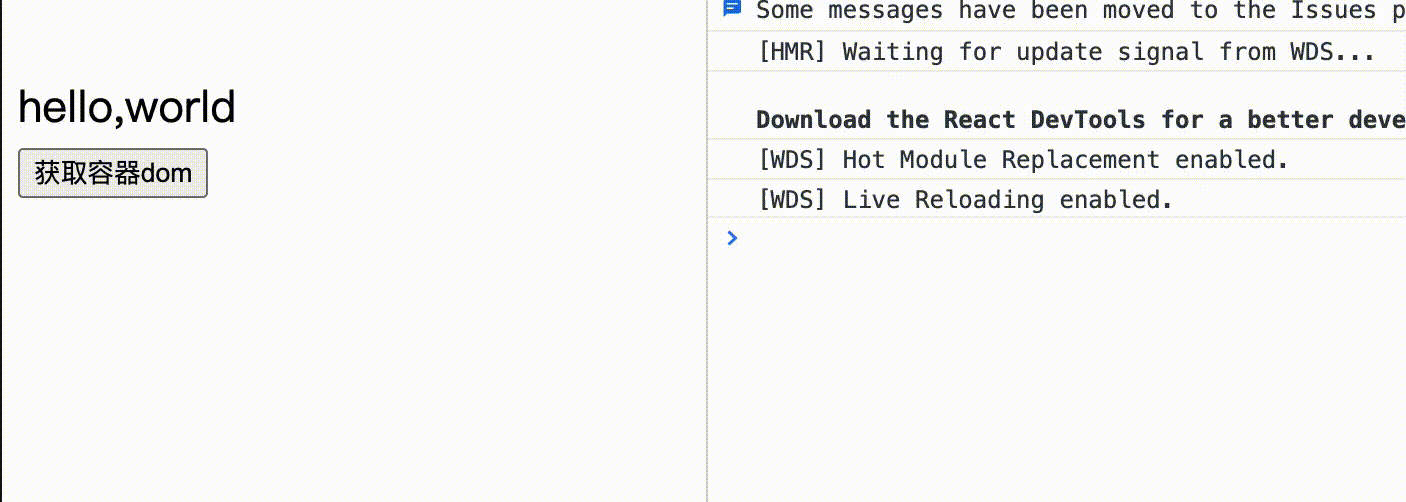 hello,world
获取容器dom
Some messages have been moved to the Issues p
[HMR] Waiting for update signal from WDS...
Download the React DevTools for a better deve
[WDS] Hot Module Replacement enabled.
[WDS] Live Reloading enabled.